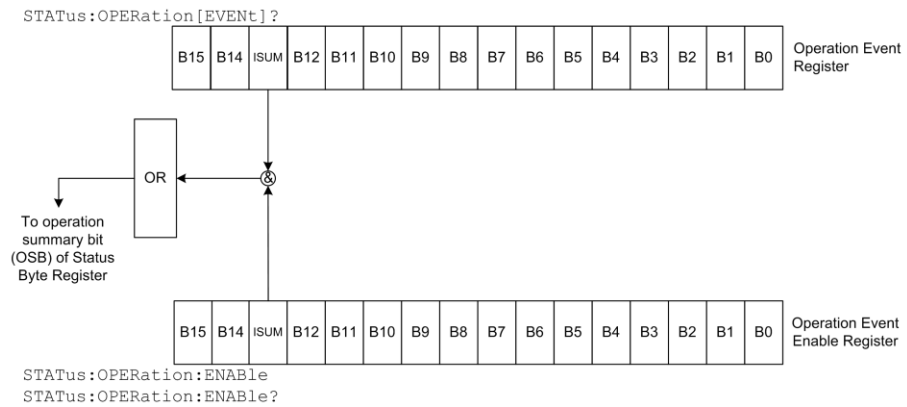 STATus:OPERation[EVENt]?
B15 B14 ISUM B12 B11 B10 B9 B8 B7 B6 B5 B4 B3 B2 B1 B0
Operation Event
Register
OR
&
To operation
summary bit
(OSB) of Status
Byte Register
B15 B14 ISUM B12 B11 B10 B9 B8 B7 B6 B5 B4 B3 B2 B1 B0
Operation Event
Enable Register
STATus:OPERation:ENABle
STATus:OPERation:ENABle?